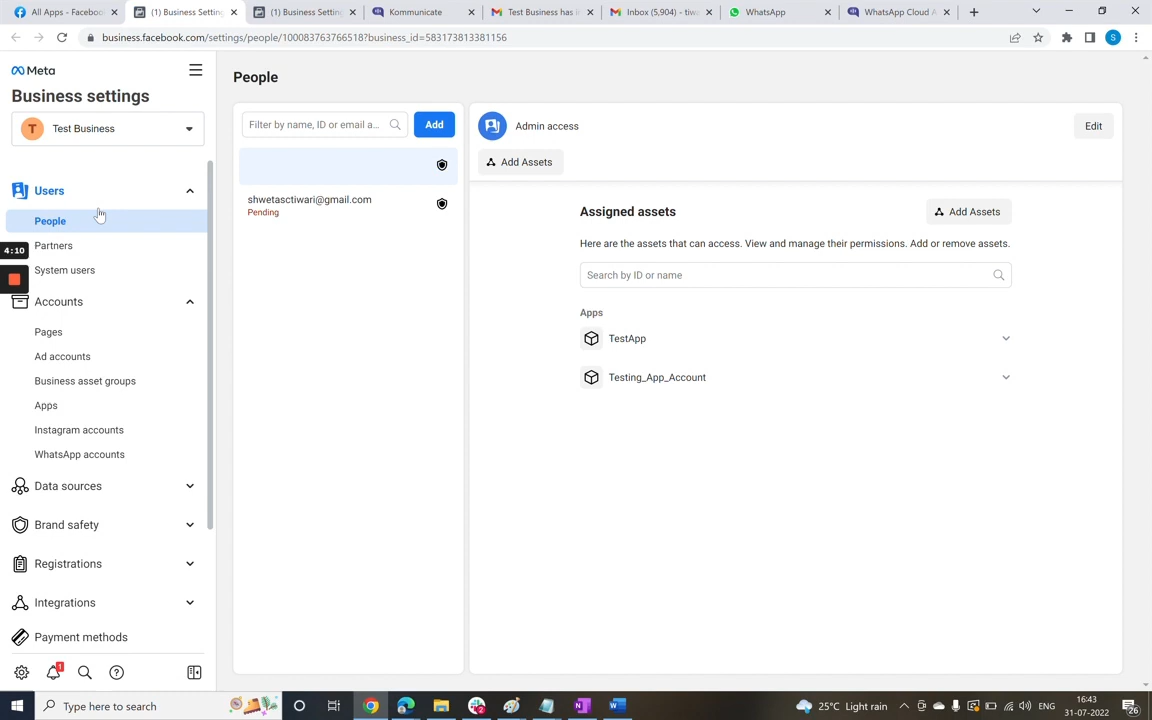 All Apps - Faceboo
(1) Business Setting
(1) Business Setting
Kommunicate
Test Business has i
Inbox (5,904) - tiwa
WhatsApp
WhatsApp Cloud A
business.facebook.com/settings/people/100083763766518?business_id=583173813381156
S
Meta
Business settings
T
Test Business
Users
People
Partners
4:10
System users
Accounts
Pages
Ad accounts
Business asset groups
Apps
Instagram accounts
WhatsApp accounts
Data sources
Brand safety
Registrations
Integrations
Payment methods
1
People
Filter by name, ID or email a...
Add
shwetasctiwari@gmail.com
Pending
Admin access
Edit
Add Assets
Assigned assets
Add Assets
Here are the assets that can access. View and manage their permissions. Add or remove assets.
Search by ID or name
Apps
TestApp
Testing_App_Account
Type here to search
25°C Light rain
ENG
16:43
31-07-2022
26